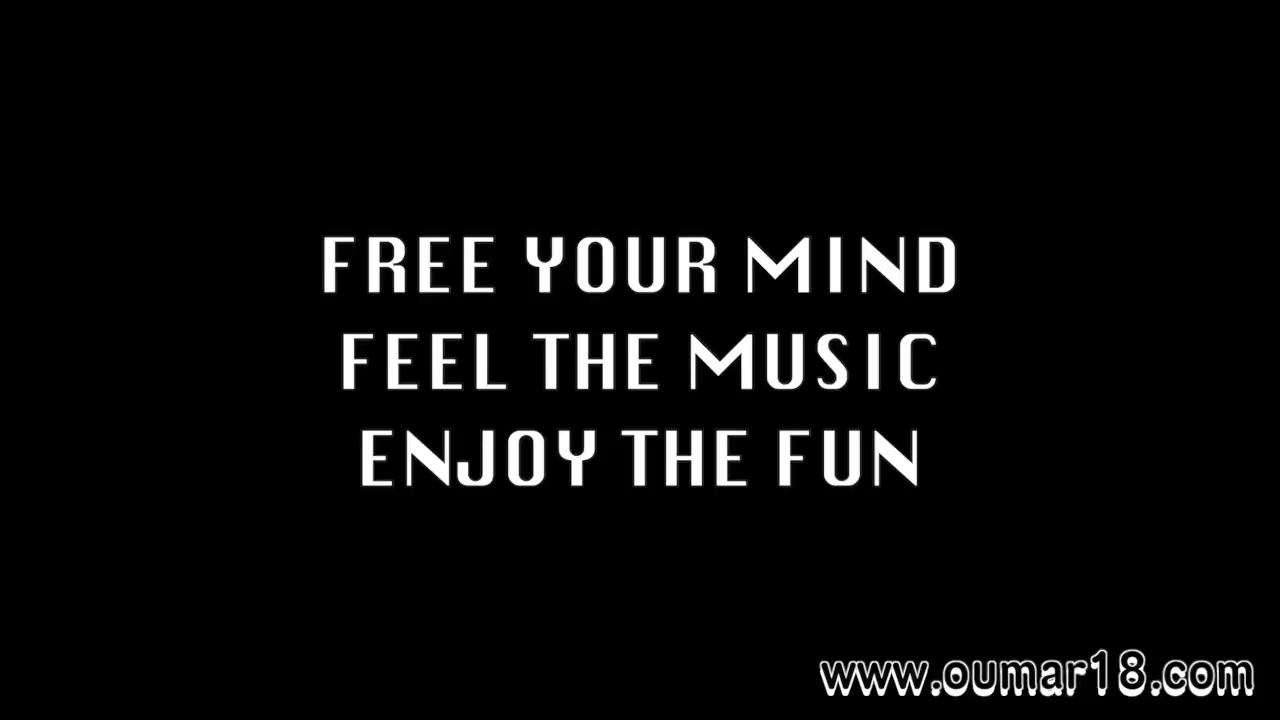 FREE YOUR MIND
FEEL THE MUSIC
ENJOY THE FUN
www.oumar18.com